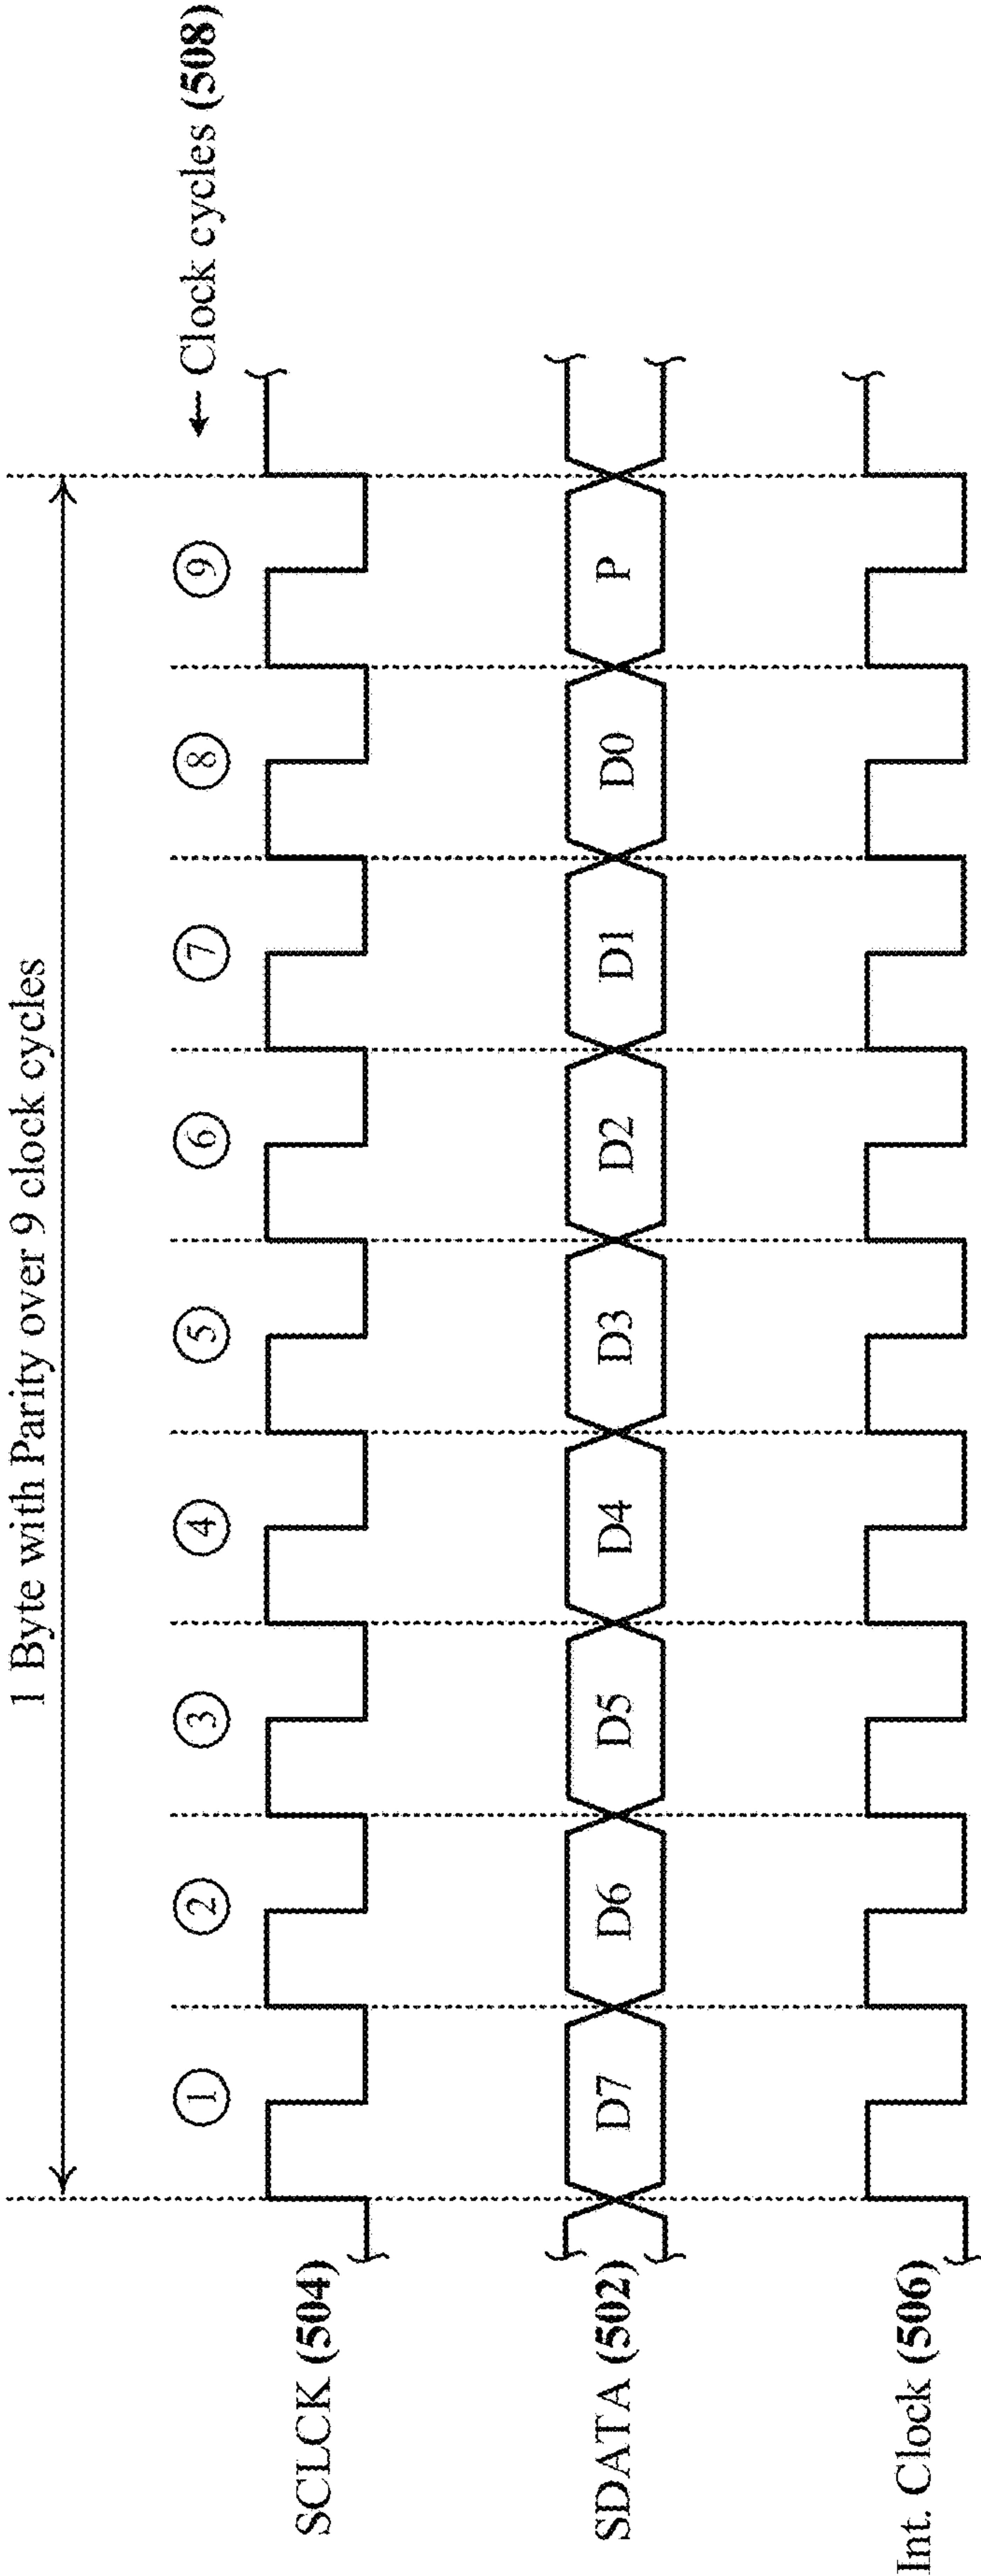 1 Byte with Parity over 9 clock cycles
1 2 3 4 5 6 7 8 9 ← Clock cycles (508)
SCLCK (504)
SDATA (502) D7 D6 D5 D4 D3 D2 D1 D0 P
Int. Clock (506)